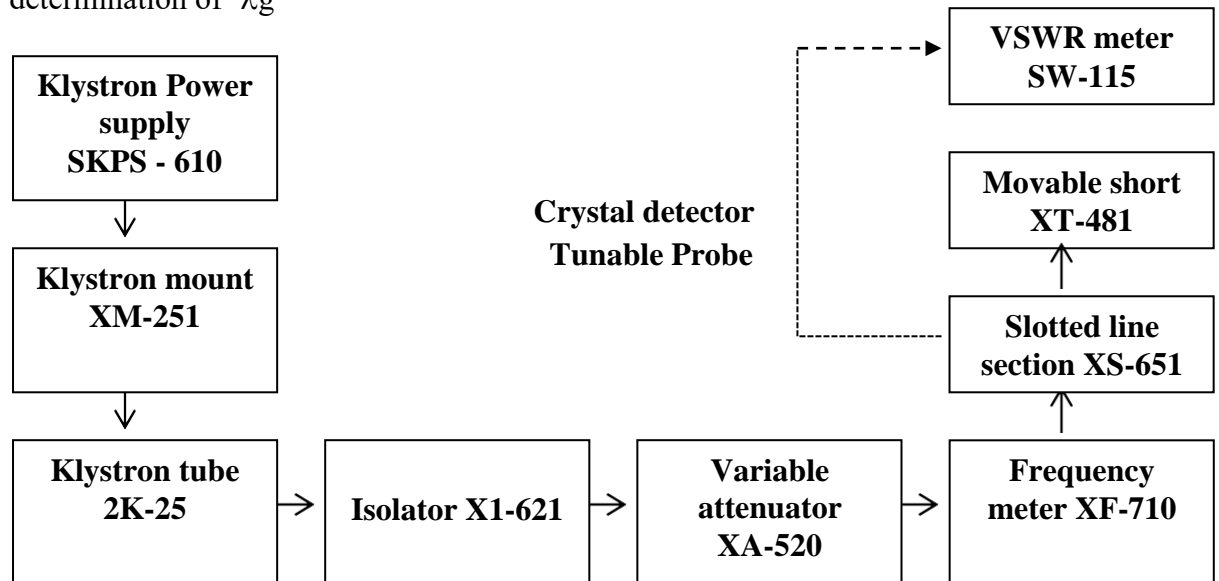 determination of λg
Klystron Power
supply
SKPS - 610
Klystron mount
XM-251
Klystron tube
2K-25
Isolator X1-621
Variable
attenuator
XA-520
Frequency
meter XF-710
Slotted line
section XS-651
Movable short
XT-481
Crystal detector
Tunable Probe
VSWR meter
SW-115